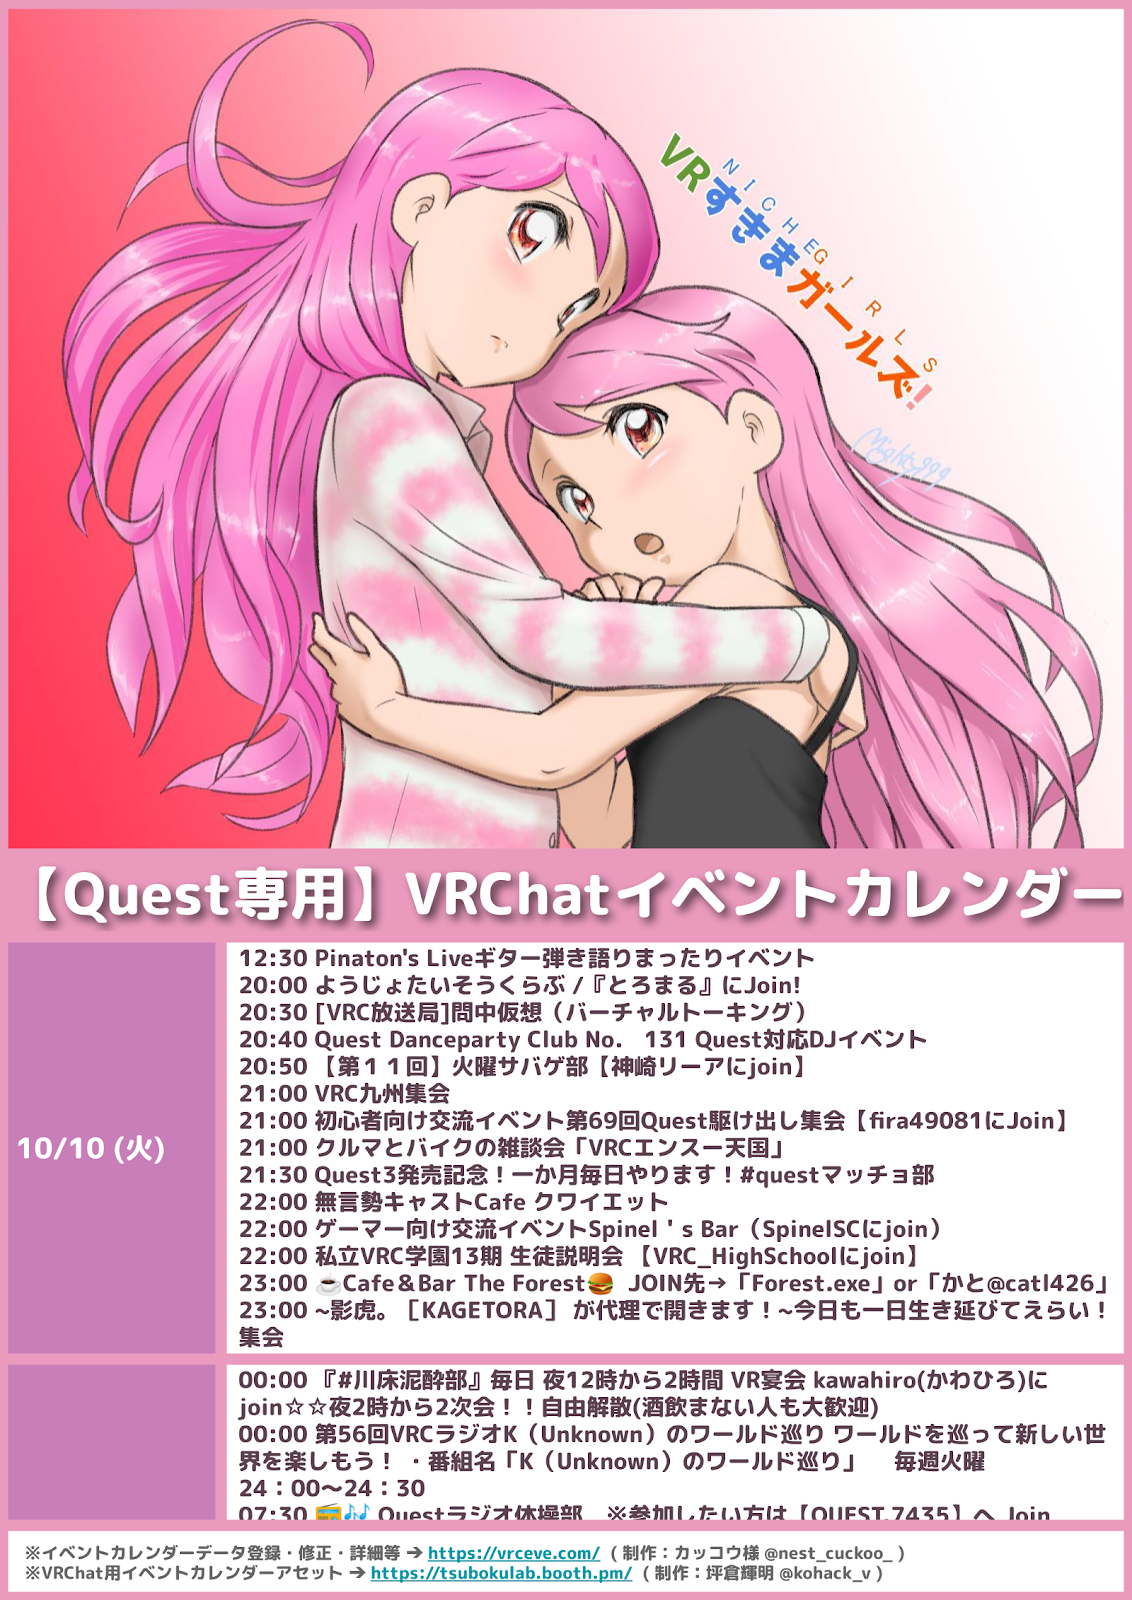 VRすきまガールズ!
NICHE GIRLS
Mighty999
【Quest専用】VRChatイベントカレンダー
10/10 (火)
12:30 Pinaton's Liveギター弾き語りまったりイベント
20:00 ようじょたいそうくらぶ /『とろまる』にJoin!
20:30 [VRC放送局]問中仮想（バーチャルトーキング）
20:40 Quest Danceparty Club No. 131 Quest対応DJイベント
20:50 【第１１回】火曜サバゲ部【神崎リーアにjoin】
21:00 VRC九州集会
21:00 初心者向け交流イベント第69回Quest駆け出し集会【fira49081にJoin】
21:00 クルマとバイクの雑談会「VRCエンスー天国」
21:30 Quest3発売記念！一か月毎日やります！#questマッチョ部
22:00 無言勢キャストCafe クワイエット
22:00 ゲーマー向け交流イベントSpinel＇s Bar（SpinelSCにjoin）
22:00 私立VRC学園13期 生徒説明会 【VRC_HighSchoolにjoin】
23:00 ☕Cafe＆Bar The Forest🍔 JOIN先→「Forest.exe」or「かと@catl426」
23:00 ~影虎。［KAGETORA］ が代理で開きます！~今日も一日生き延びてえらい！
集会
00:00 『#川床泥酔部』毎日 夜12時から2時間 VR宴会 kawahiro(かわひろ)に
join☆☆夜2時から2次会！！自由解散(酒飲まない人も大歓迎)
00:00 第56回VRCラジオK（Unknown）のワールド巡り ワールドを巡って新しい世
界を楽しもう！ ・番組名「K（Unknown）のワールド巡り」 毎週火曜
24：00〜24：30
07:30 📻🎶 Questラジオ体操部 ※参加したい方は【QUEST.7435】へ Join
※イベントカレンダーデータ登録・修正・詳細等 ➔ https://vrceve.com/ ( 制作：カッコウ様 @nest_cuckoo_ )
※VRChat用イベントカレンダーアセット ➔ https://tsubokulab.booth.pm/ ( 制作：坪倉輝明 @kohack_v )